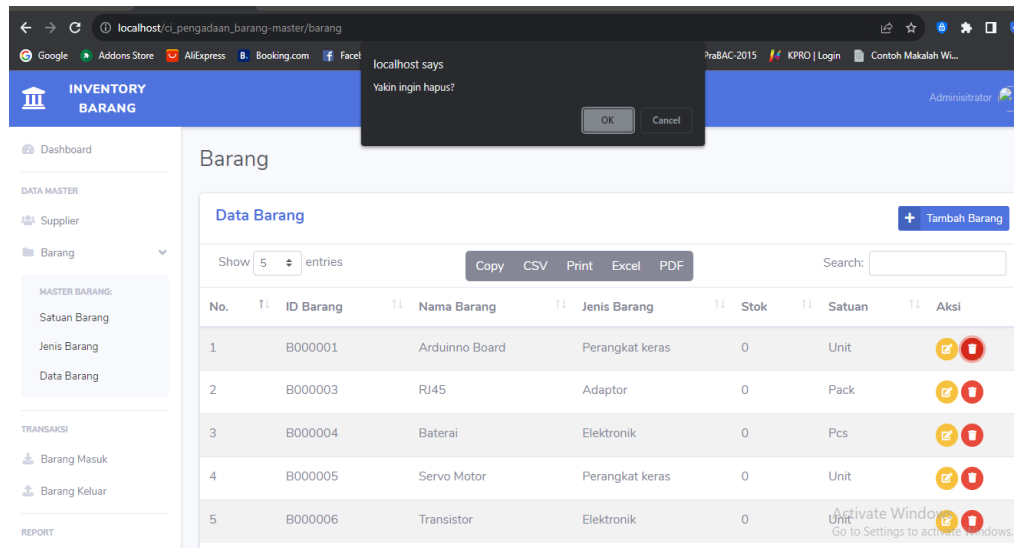 localhost/ci_pengadaan_barang-master/barang
Google Addons Store AliExpress B. Booking.com PraBAC-2015 KPRO | Login Contoh Makalah Wi...
localhost says
Yakin ingin hapus?
OK Cancel
INVENTORY
BARANG
Adminisitrator
Dashboard
DATA MASTER
Supplier
Barang
MASTER BARANG:
Satuan Barang
Jenis Barang
Data Barang
TRANSAKSI
Barang Masuk
Barang Keluar
REPORT
Barang
Data Barang
+ Tambah Barang
Show 5 entries
Copy CSV Print Excel PDF
Search:
No. ID Barang Nama Barang Jenis Barang Stok Satuan Aksi
1 B000001 Arduinno Board Perangkat keras 0 Unit
2 B000003 RJ45 Adaptor 0 Pack
3 B000004 Baterai Elektronik 0 Pcs
4 B000005 Servo Motor Perangkat keras 0 Unit
5 B000006 Transistor Elektronik 0 Unit
Activate Windows
Go to Settings to activate Windows.